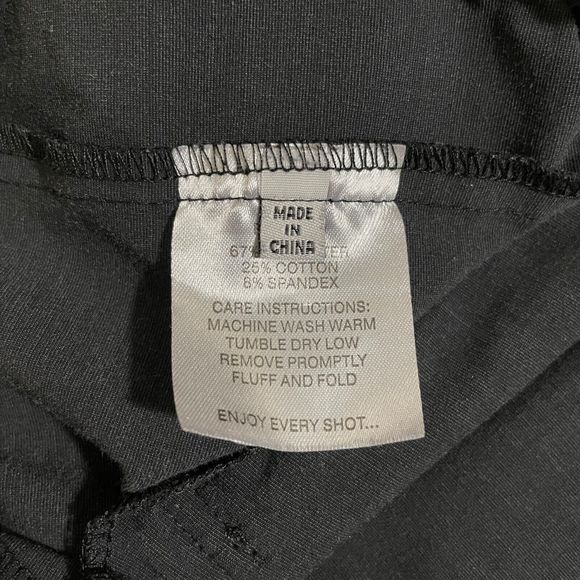 MADE
IN
CHINA
67%
25% COTTON
8% SPANDEX
CARE INSTRUCTIONS:
MACHINE WASH WARM
TUMBLE DRY LOW
REMOVE PROMPTLY
FLUFF AND FOLD
ENJOY EVERY SHOT...